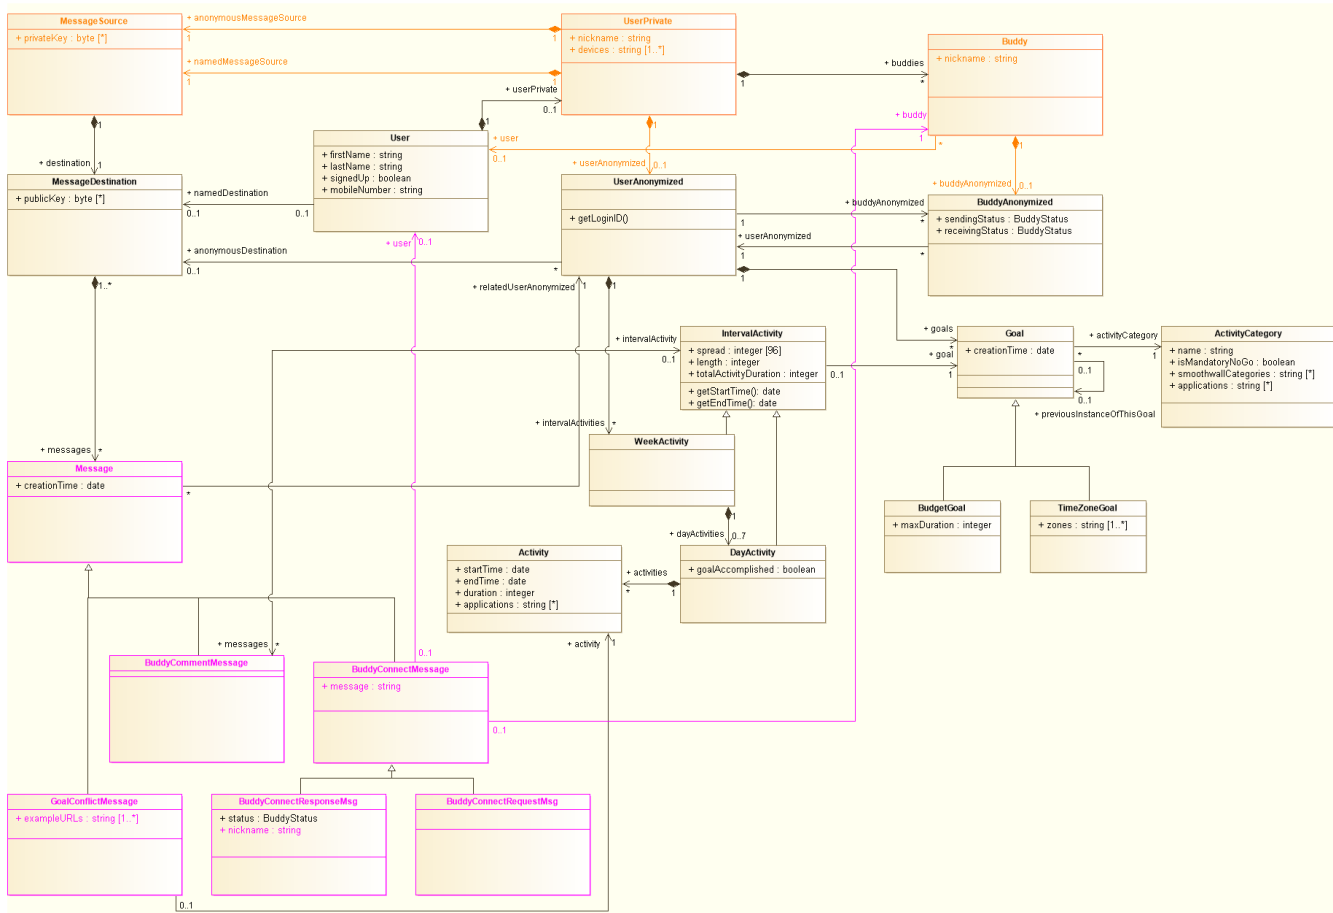 MessageSource
+ privateKey : byte [*]
+ anonymousMessageSource
1
1
+ namedMessageSource
1
1
UserPrivate
+ nickname : string
+ devices : string [1..*]
+ buddies
1
*
Buddy
+ nickname : string
+ userPrivate
0..1
1
+ buddy
1
1
+ destination
1
User
+ firstName : string
+ lastName : string
+ signedUp : boolean
+ mobileNumber : string
+ user
0..1
*
1
+ userAnonymized
0..1
1
+ buddyAnonymized
0..1
MessageDestination
+ publicKey : byte [*]
+ namedDestination
0..1
0..1
UserAnonymized
+ getLoginID()
+ buddyAnonymized
1
*
+ userAnonymized
1
*
BuddyAnonymized
+ sendingStatus : BuddyStatus
+ receivingStatus : BuddyStatus
+ user
0..1
+ anonymousDestination
0..1
*
1
1..*
+ relatedUserAnonymized
1
1
+ intervalActivity
0..1
IntervalActivity
+ spread : integer [96]
+ length : integer
+ totalActivityDuration : integer
+ getStartTime(): date
+ getEndTime(): date
+ goals
*
+ goal
0..1
1
Goal
+ creationTime : date
+ activityCategory
*
1
0..1
0..1
+ previousInstanceOfThisGoal
ActivityCategory
+ name : string
+ isMandatoryNoGo : boolean
+ smoothwallCategories : string [*]
+ applications : string [*]
+ intervalActivities
*
WeekActivity
+ messages
*
Message
+ creationTime : date
*
BudgetGoal
+ maxDuration : integer
TimeZoneGoal
+ zones : string [1..*]
1
+ dayActivities
0..7
Activity
+ startTime : date
+ endTime : date
+ duration : integer
+ applications : string [*]
+ activities
*
1
DayActivity
+ goalAccomplished : boolean
+ messages
*
+ activity
1
0..1
BuddyCommentMessage
BuddyConnectMessage
+ message : string
0..1
GoalConflictMessage
+ exampleURLs : string [1..*]
BuddyConnectResponseMsg
+ status : BuddyStatus
+ nickname : string
BuddyConnectRequestMsg
0..1